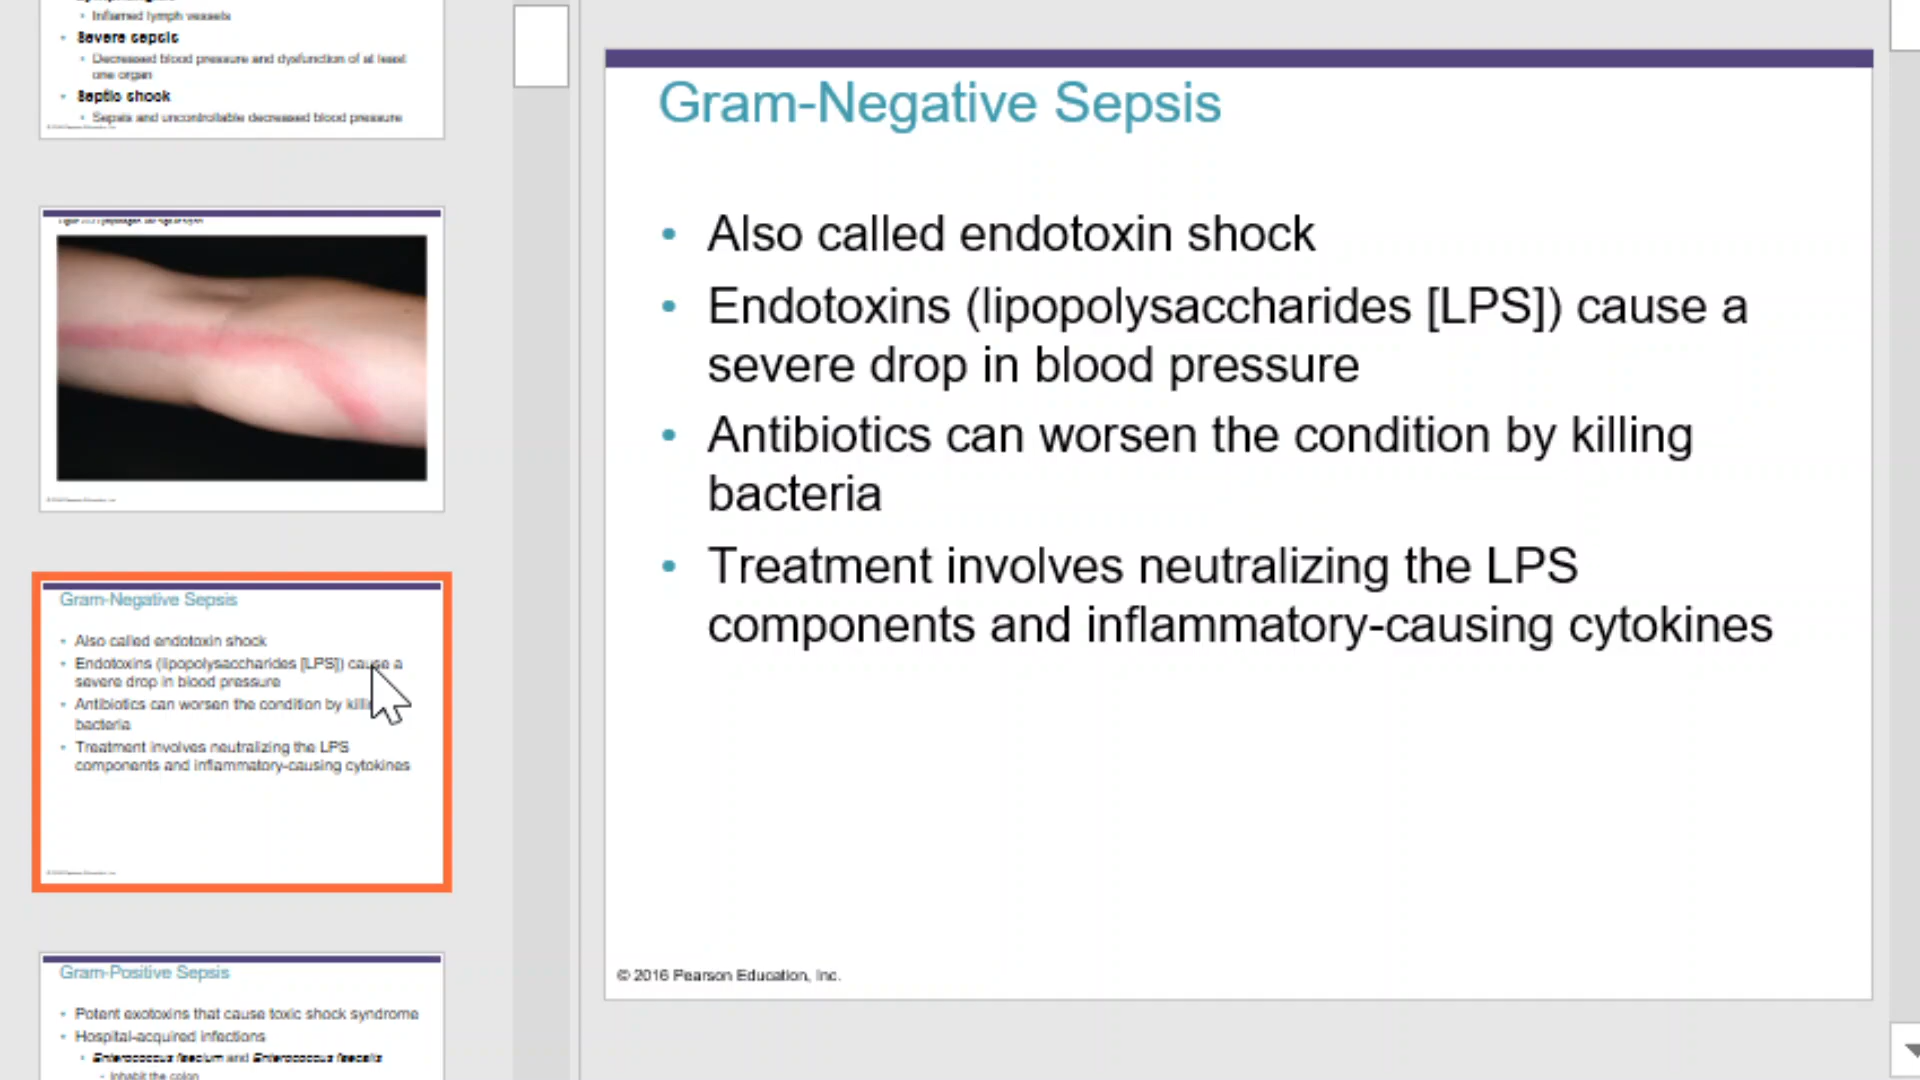 Inflamed lymph vessels
• Severe sepsis
Decreased blood pressure and dysfunction of at least
one organ
• Septic shock
Sepsis and uncontrollable decreased blood pressure
Gram-Negative Sepsis
• Also called endotoxin shock
• Endotoxins (lipopolysaccharides [LPS]) cause a
severe drop in blood pressure
• Antibiotics can worsen the condition by
bacteria
• Treatment involves neutralizing the LPS
components and inflammatory-causing cytokines
Gram-Positive Sepsis
• Potent exotoxins that cause toxic shock syndrome
• Hospital-acquired infections
• Enterococcus faecium and Enterococcus faecalis
Inhabit the colon
Gram-Negative Sepsis
• Also called endotoxin shock
• Endotoxins (lipopolysaccharides [LPS]) cause a
severe drop in blood pressure
• Antibiotics can worsen the condition by killing
bacteria
• Treatment involves neutralizing the LPS
components and inflammatory-causing cytokines
© 2016 Pearson Education, Inc.